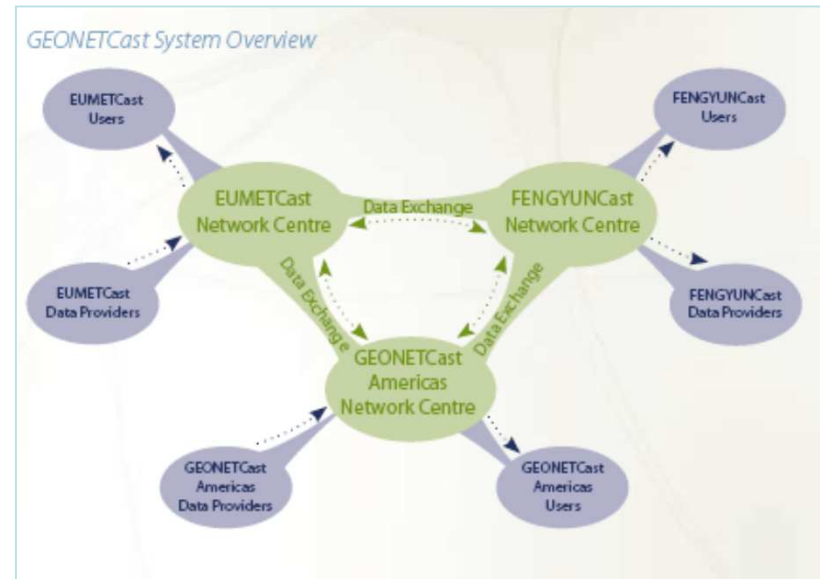 GEONETCast System Overview
EUMETCast
Users
FENGYUNCast
Users
EUMETCast
Network Centre
Data Exchange
FENGYUNCast
Network Centre
EUMETCast
Data Providers
Data Exchange
Data Exchange
FENGYUNCast
Data Providers
GEONETCast
Americas
Network Centre
GEONETCast
Americas
Data Providers
GEONETCast
Americas
Users